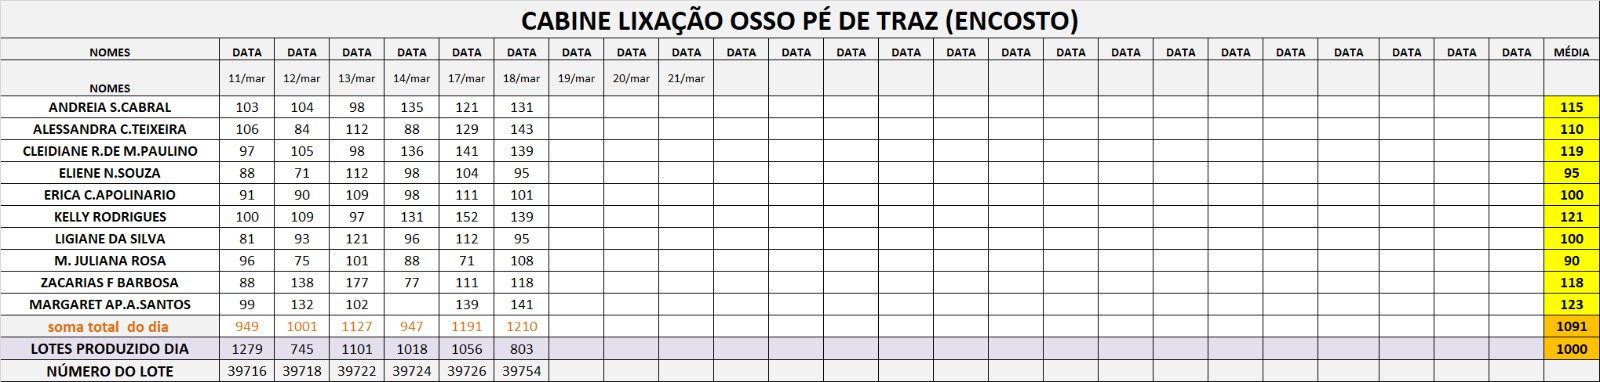 CABINE LIXAÇÃO OSSO PÉ DE TRAZ (ENCOSTO)
NOMES DATA DATA DATA DATA DATA DATA DATA DATA DATA DATA DATA DATA DATA DATA DATA DATA DATA DATA DATA DATA DATA DATA DATA DATA MÉDIA
NOMES 11/mar 12/mar 13/mar 14/mar 17/mar 18/mar 19/mar 20/mar 21/mar
ANDREIA S.CABRAL 103 104 98 135 121 131 115
ALESSANDRA C.TEIXEIRA 106 84 112 88 129 143 110
CLEIDIANE R.DE M.PAULINO 97 105 98 136 141 139 119
ELIENE N.SOUZA 88 71 112 98 104 95 95
ERICA C.APOLINARIO 91 90 109 98 111 101 100
KELLY RODRIGUES 100 109 97 131 152 139 121
LIGIANE DA SILVA 81 93 121 96 112 95 100
M. JULIANA ROSA 96 75 101 88 71 108 90
ZACARIAS F BARBOSA 88 138 177 77 111 118 118
MARGARET AP.A.SANTOS 99 132 102 139 141 123
soma total do dia 949 1001 1127 947 1191 1210 1091
LOTES PRODUZIDO DIA 1279 745 1101 1018 1056 803 1000
NÚMERO DO LOTE 39716 39718 39722 39724 39726 39754